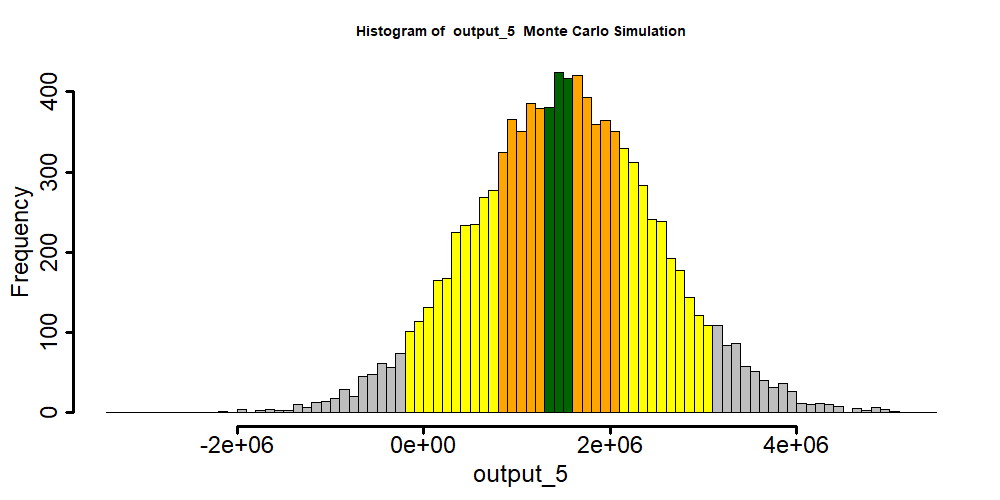 Histogram of  output_5  Monte Carlo Simulation
Frequency
400
300
200
100
0
-2e+06 0e+00 2e+06 4e+06
output_5